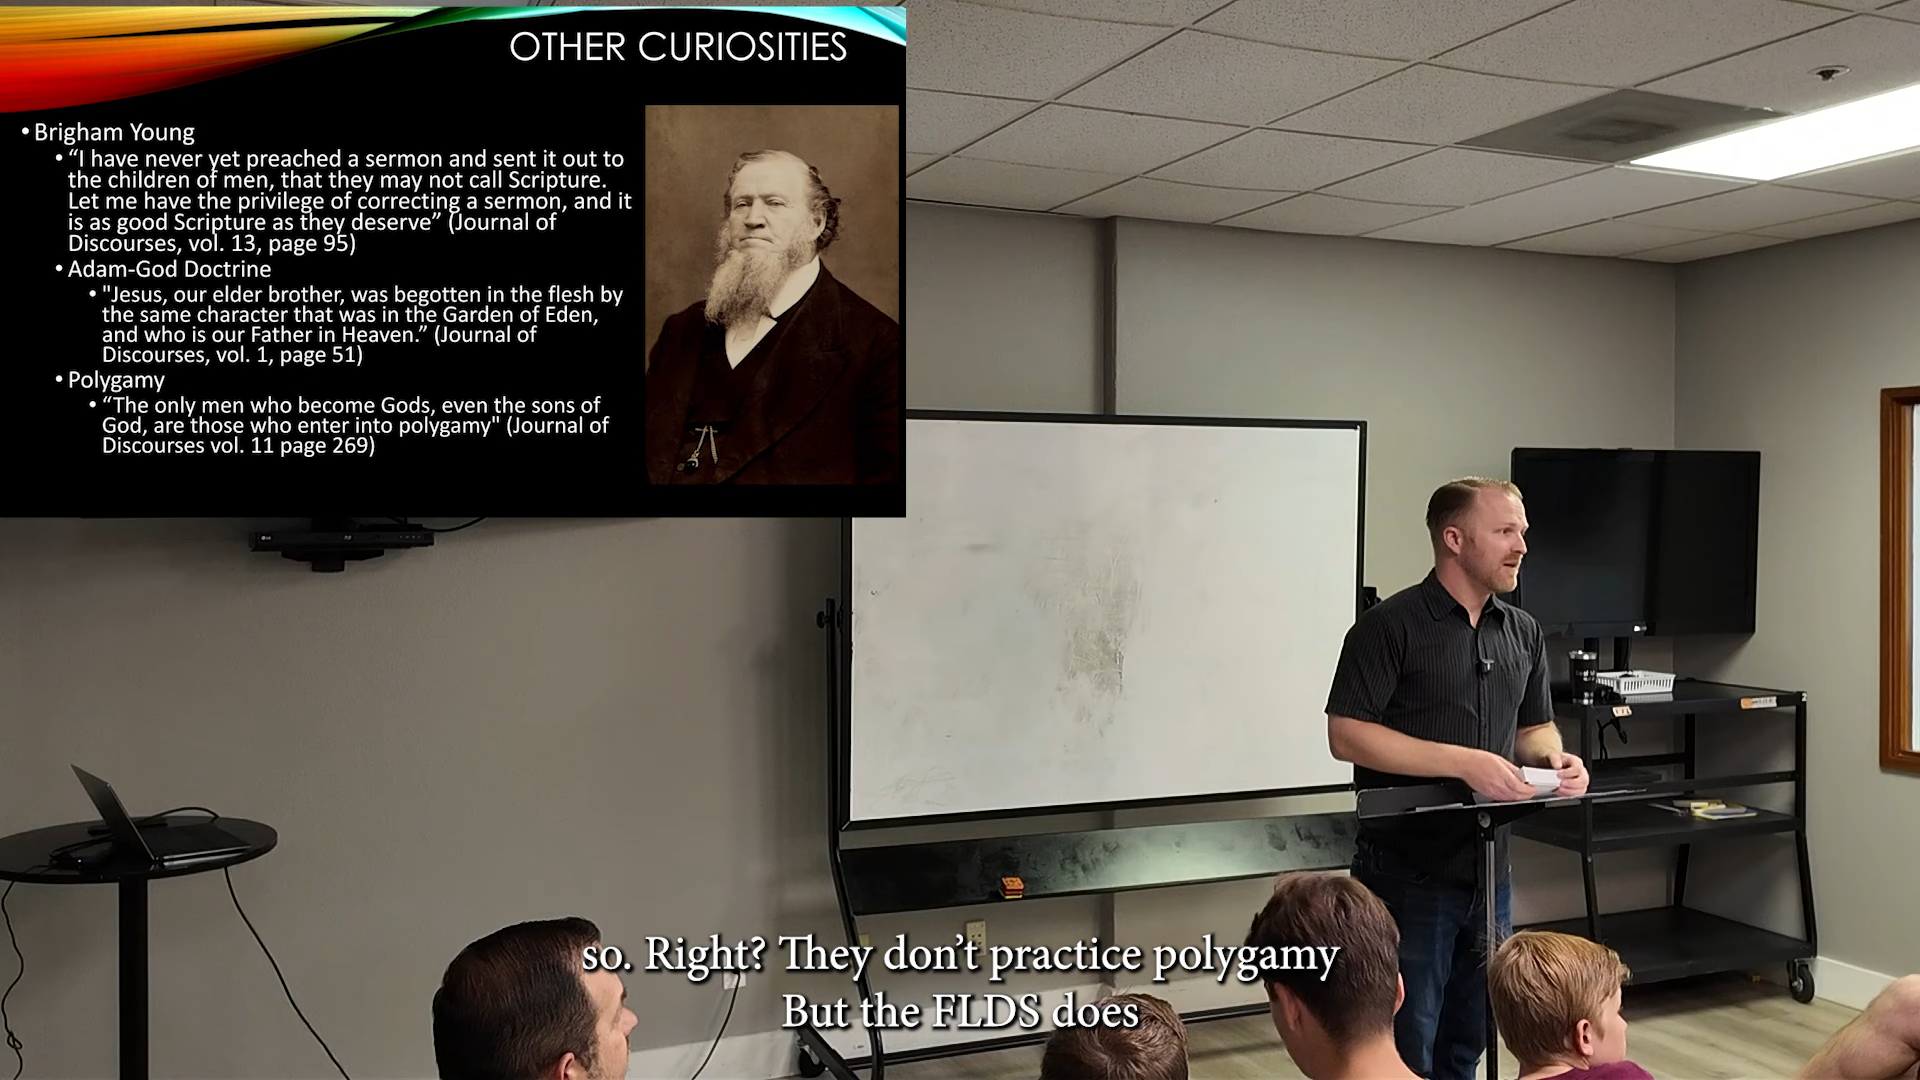 OTHER CURIOSITIES
• Brigham Young
• “I have never yet preached a sermon and sent it out to
the children of men, that they may not call Scripture.
Let me have the privilege of correcting a sermon, and it
is as good Scripture as they deserve” (Journal of
Discourses, vol. 13, page 95)
• Adam-God Doctrine
• "Jesus, our elder brother, was begotten in the flesh by
the same character that was in the Garden of Eden,
and who is our Father in Heaven.” (Journal of
Discourses, vol. 1, page 51)
• Polygamy
• “The only men who become Gods, even the sons of
God, are those who enter into polygamy" (Journal of
Discourses vol. 11 page 269)
so. Right? They don’t practice polygamy
But the FLDS does